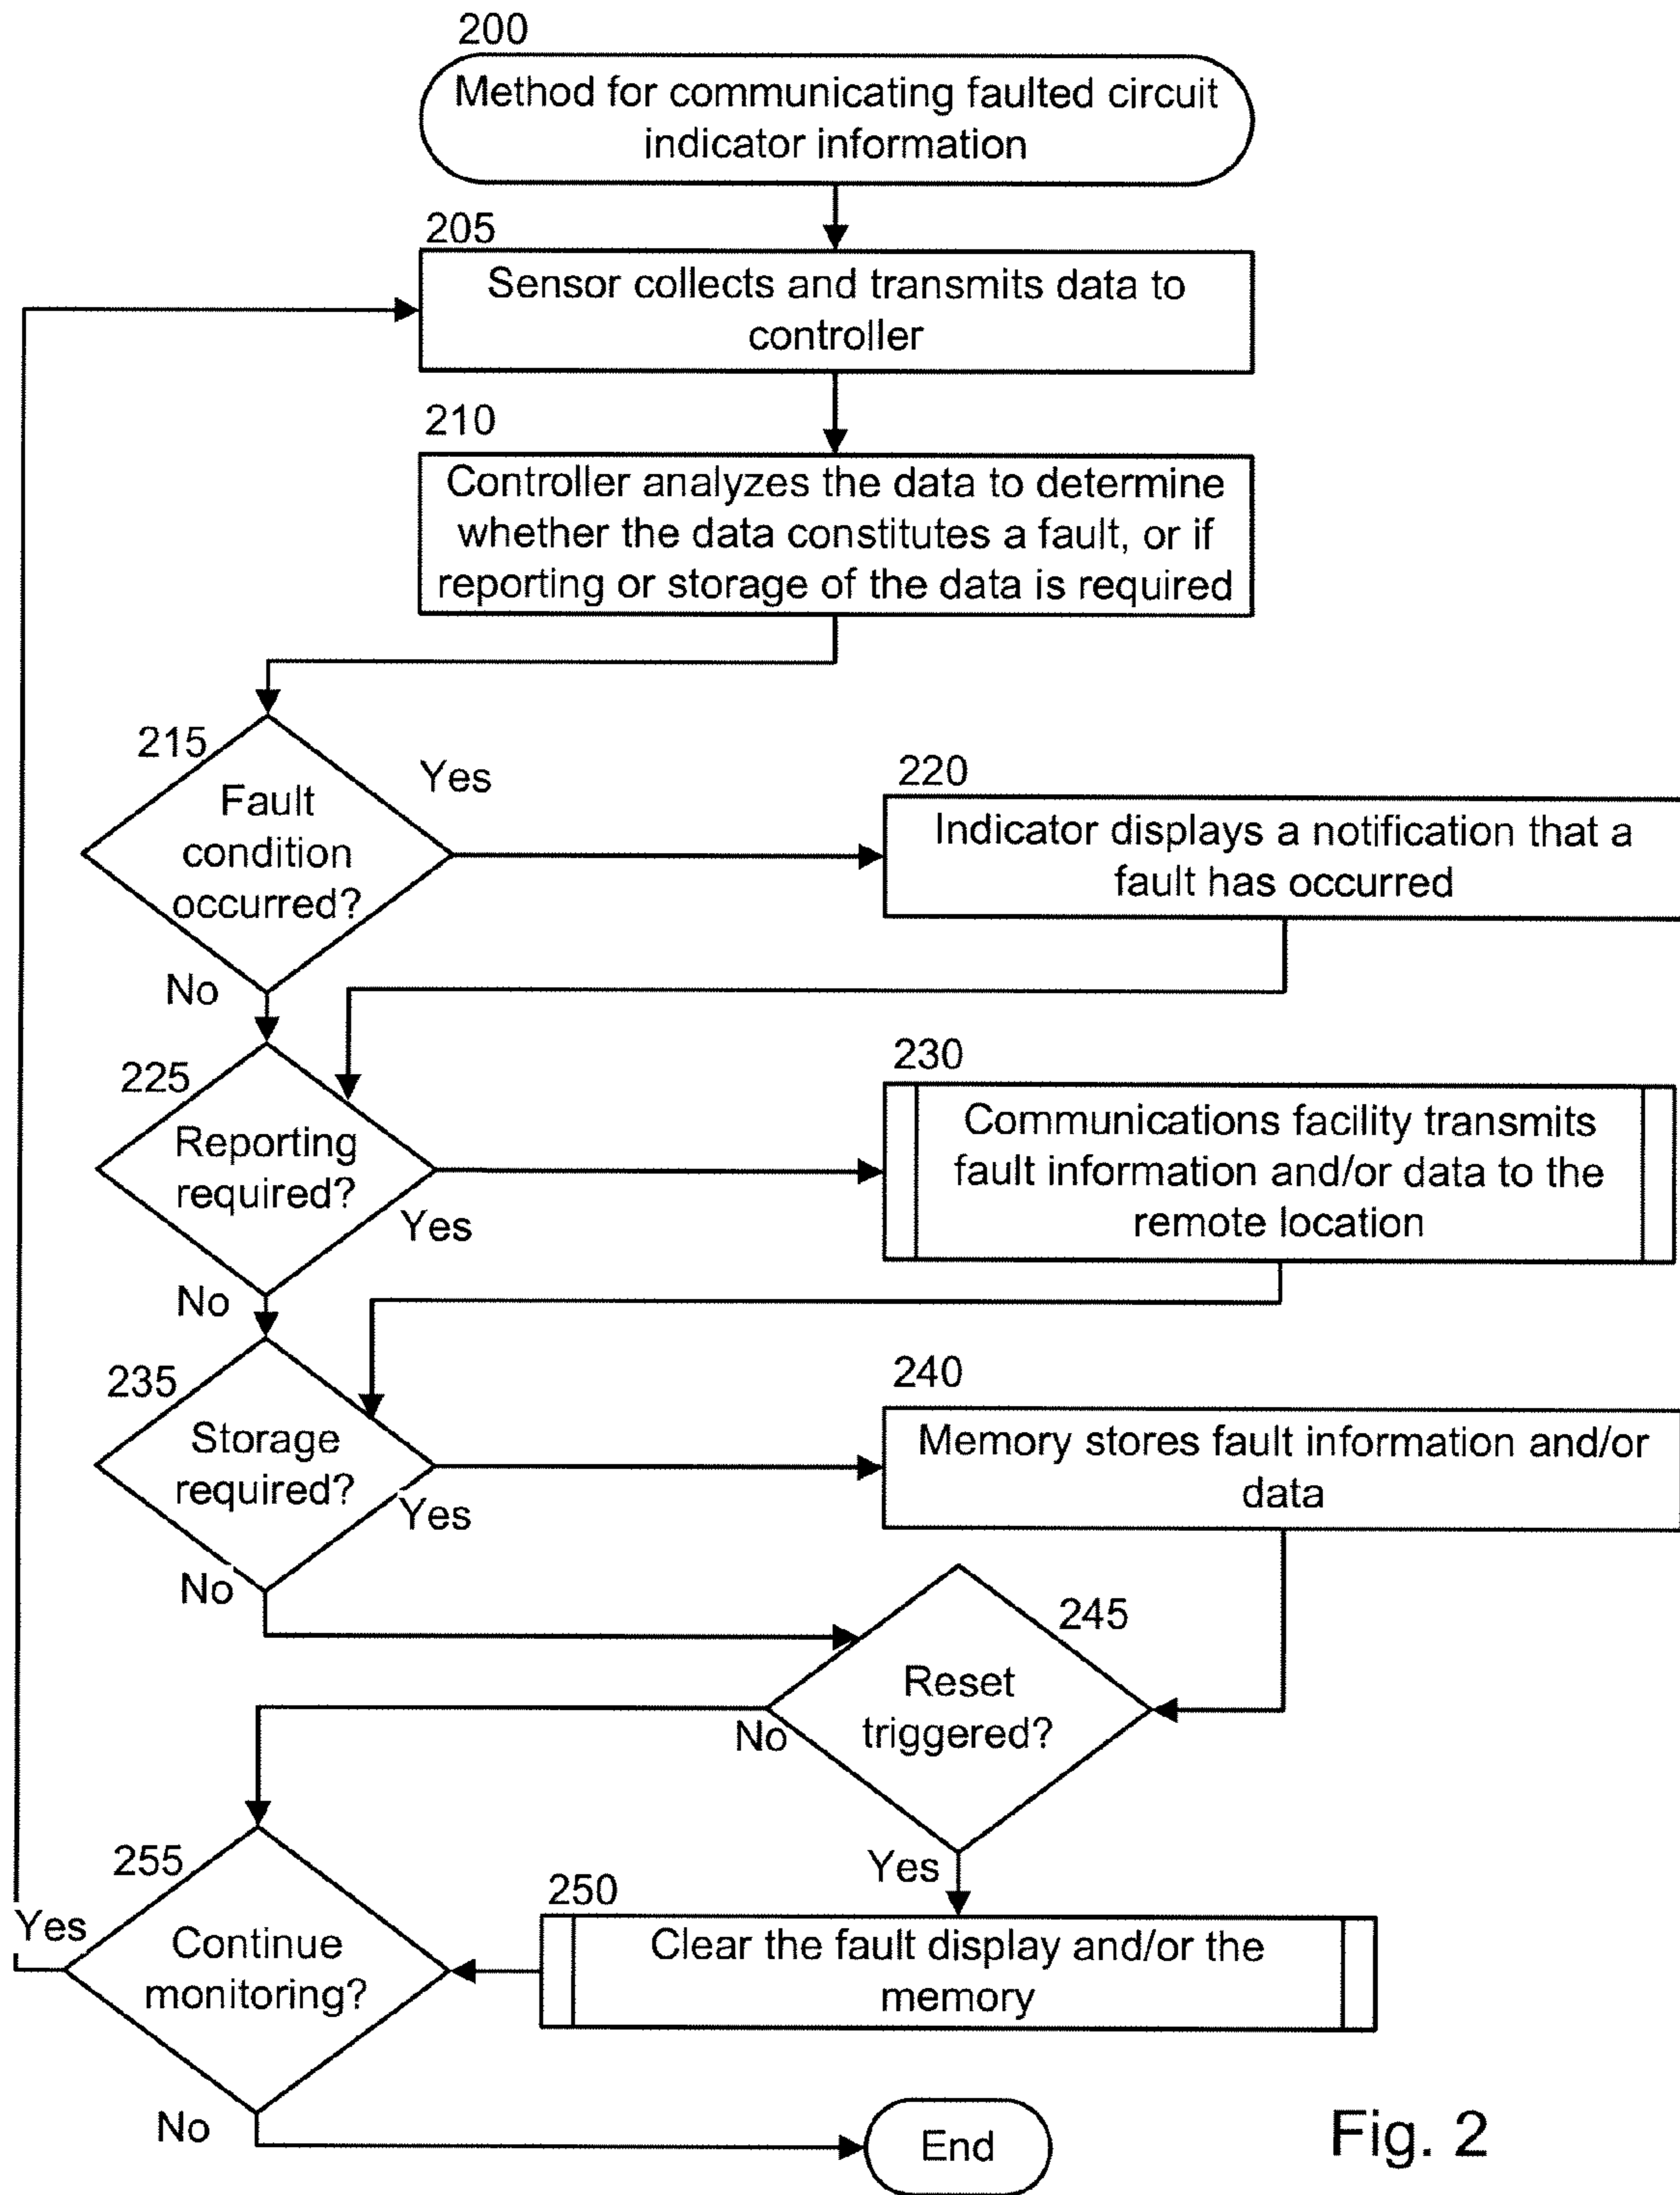 200
Method for communicating faulted circuit
indicator information
205
Sensor collects and transmits data to
controller
210
Controller analyzes the data to determine
whether the data constitutes a fault, or if
reporting or storage of the data is required
215
Fault
condition
occurred?
Yes
No
220
Indicator displays a notification that a
fault has occurred
225
Reporting
required?
Yes
No
230
Communications facility transmits
fault information and/or data to the
remote location
235
Storage
required?
Yes
No
240
Memory stores fault information and/or
data
245
Reset
triggered?
No
Yes
250
Clear the fault display and/or the
memory
255
Continue
monitoring?
Yes
No
End
Fig. 2